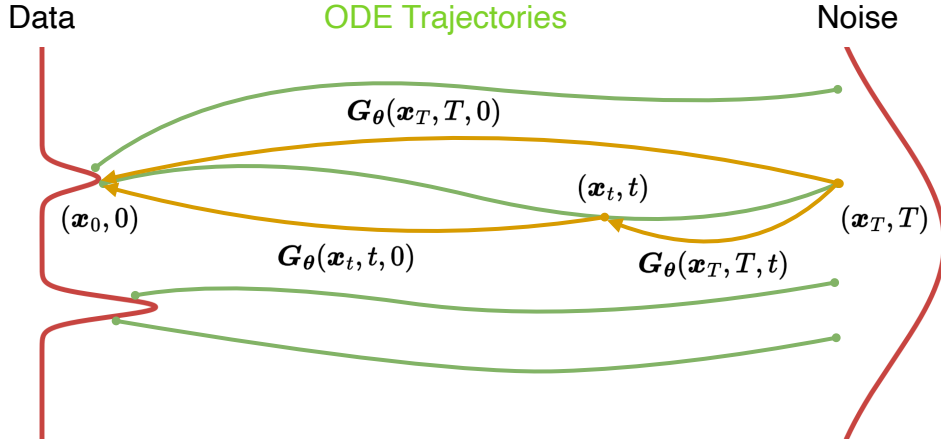 Data
ODE Trajectories
Noise
G_θ(x_T, T, 0)
(x_t, t)
(x_0, 0)
(x_T, T)
G_θ(x_t, t, 0)
G_θ(x_T, T, t)